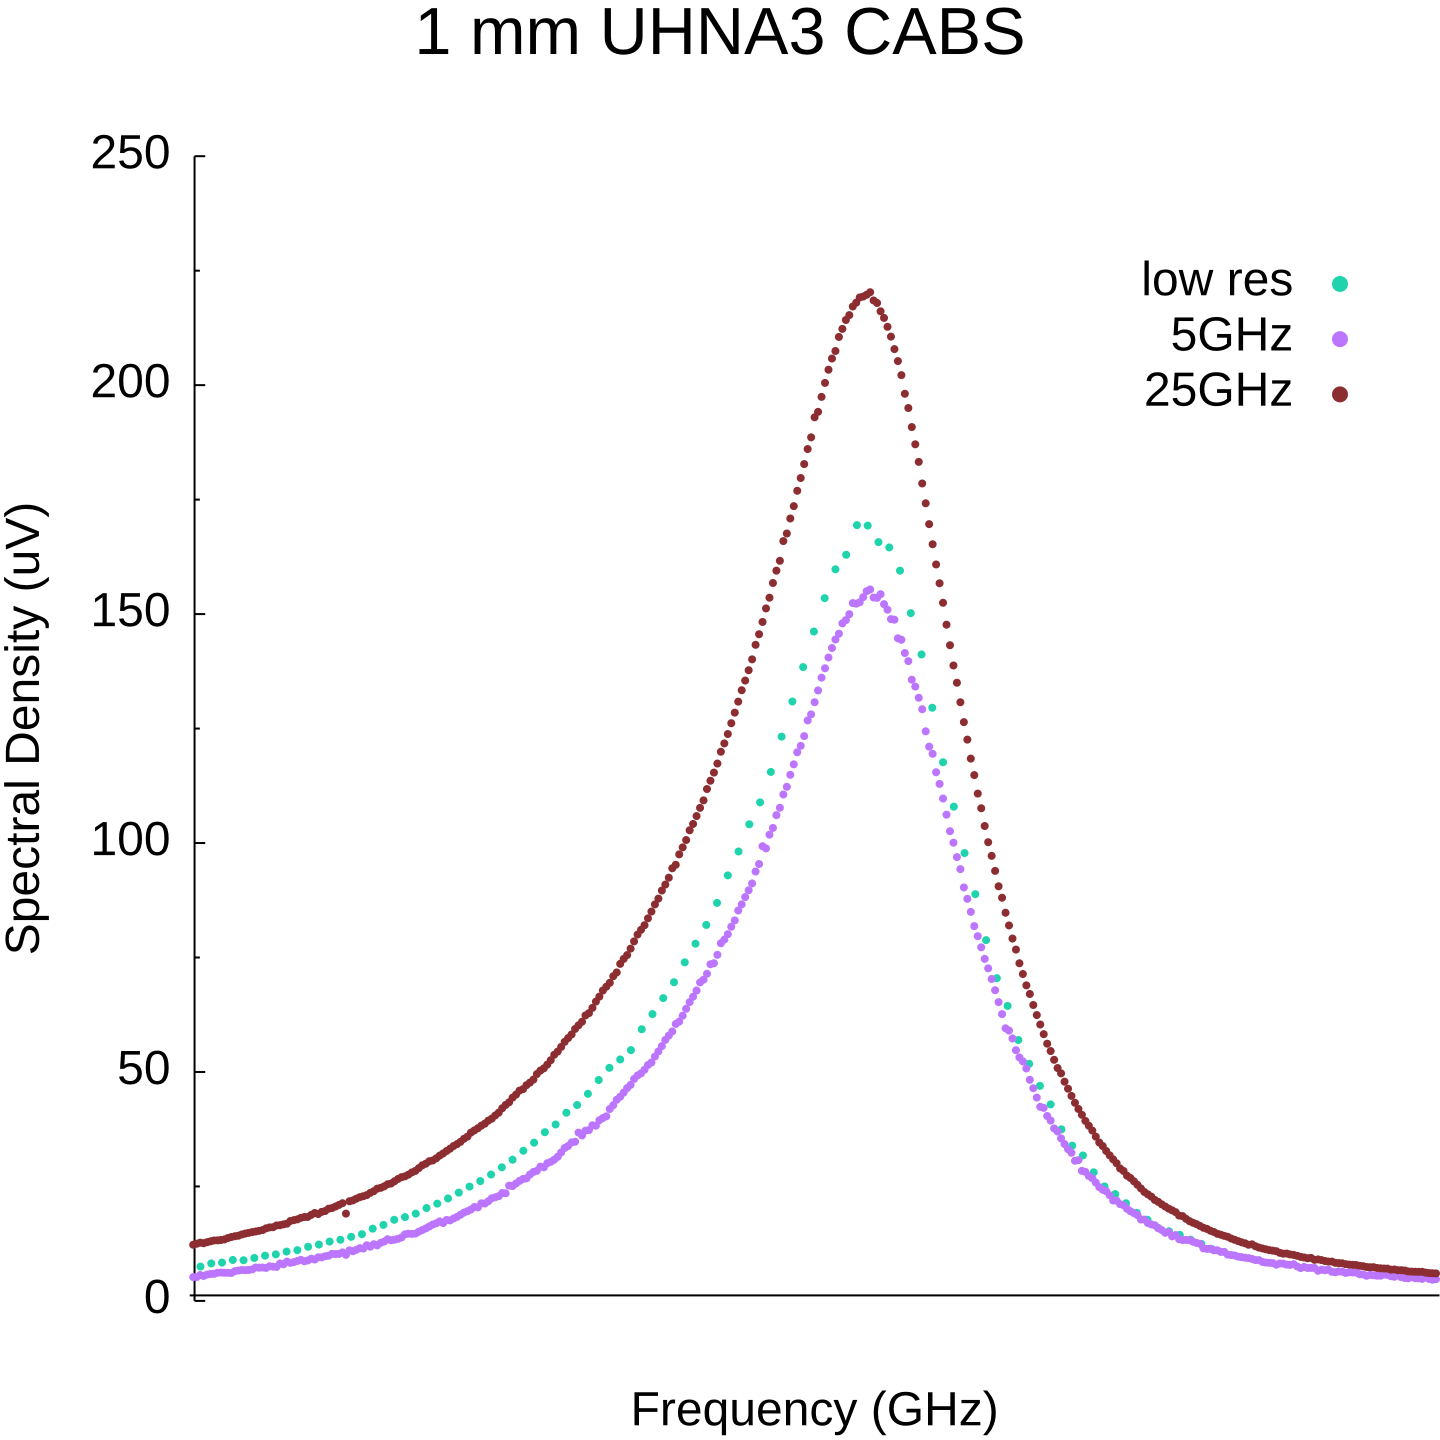 1 mm UHNA3 CABS
250
200
150
100
50
0
Spectral Density (uV)
low res
5GHz
25GHz
Frequency (GHz)